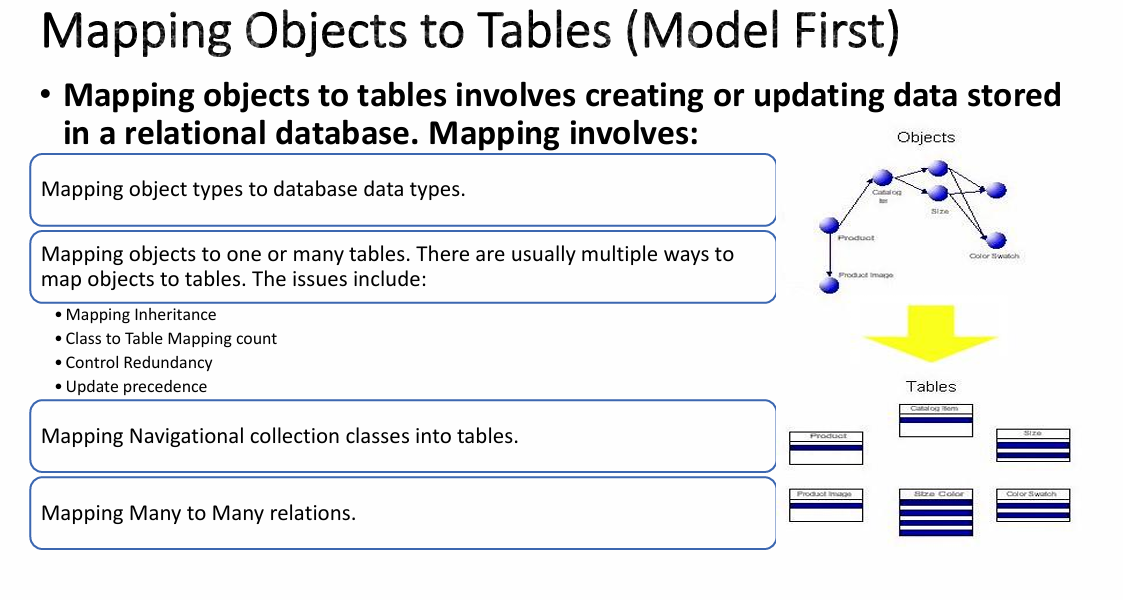 Mapping Objects to Tables (Model First)
• Mapping objects to tables involves creating or updating data stored
in a relational database. Mapping involves:
Mapping object types to database data types.
Mapping objects to one or many tables. There are usually multiple ways to
map objects to tables. The issues include:
• Mapping Inheritance
• Class to Table Mapping count
• Control Redundancy
• Update precedence
Mapping Navigational collection classes into tables.
Mapping Many to Many relations.
Objects
Catalog
Size
Product
Color Swatch
Product Image
Tables
Catalog Item
Product
Size
Product Image
Size Color
Color Swatch